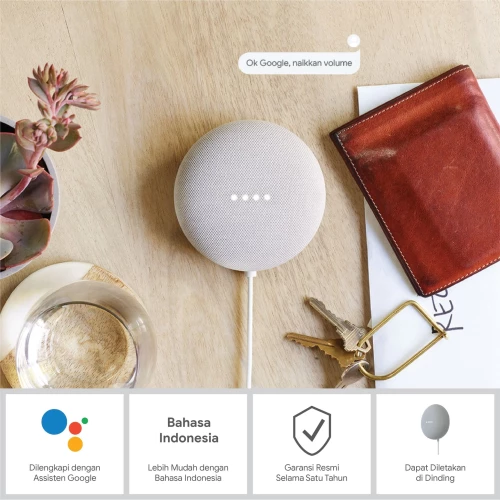 Ok Google, naikkan volume
Bahasa
Indonesia
Dilengkapi dengan
Assisten Google
Lebih Mudah dengan
Bahasa Indonesia
Garansi Resmi
Selama Satu Tahun
Dapat Diletakan
di Dinding